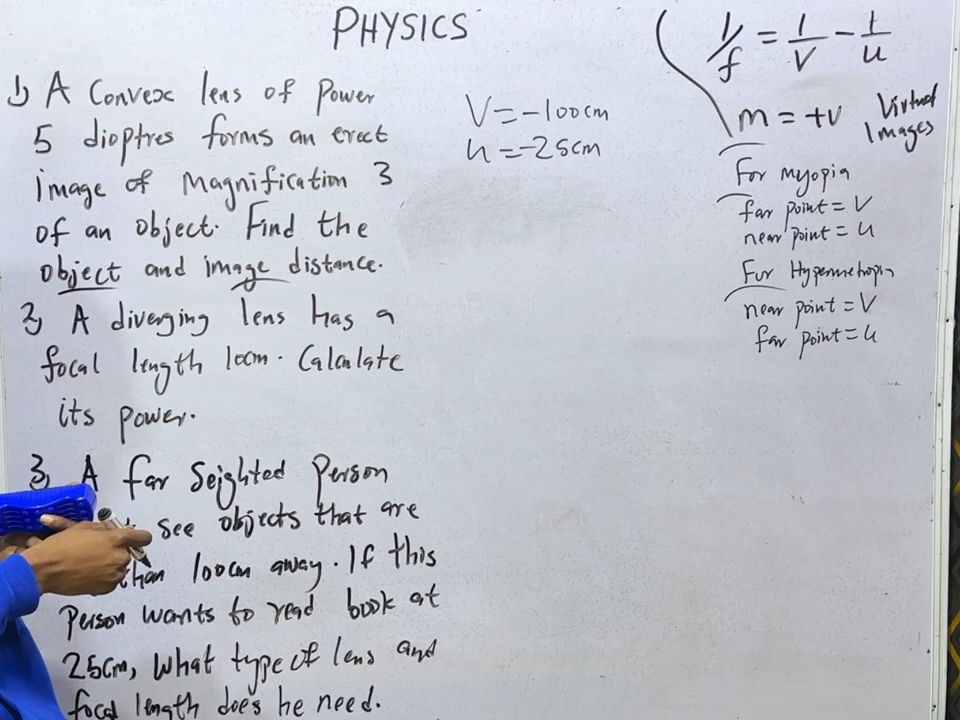 PHYSICS
1) A Convex lens of Power
5 dioptres forms an erect
image of Magnification 3
of an object. Find the
object and image distance.
2, A diverging lens has a
focal length 10cm. Calculate
its power.
3, A far Seighted Person
see objects that are
than 100cm away. If this
Person wants to read book at
25cm, What type of lens and
focal length does he need.
V = -100cm
u = -25cm
1/f = 1/V - 1/u
m = +V Virtual
Images
For myopia
far point = V
near point = u
For Hypermetropia
near point = V
far point = u